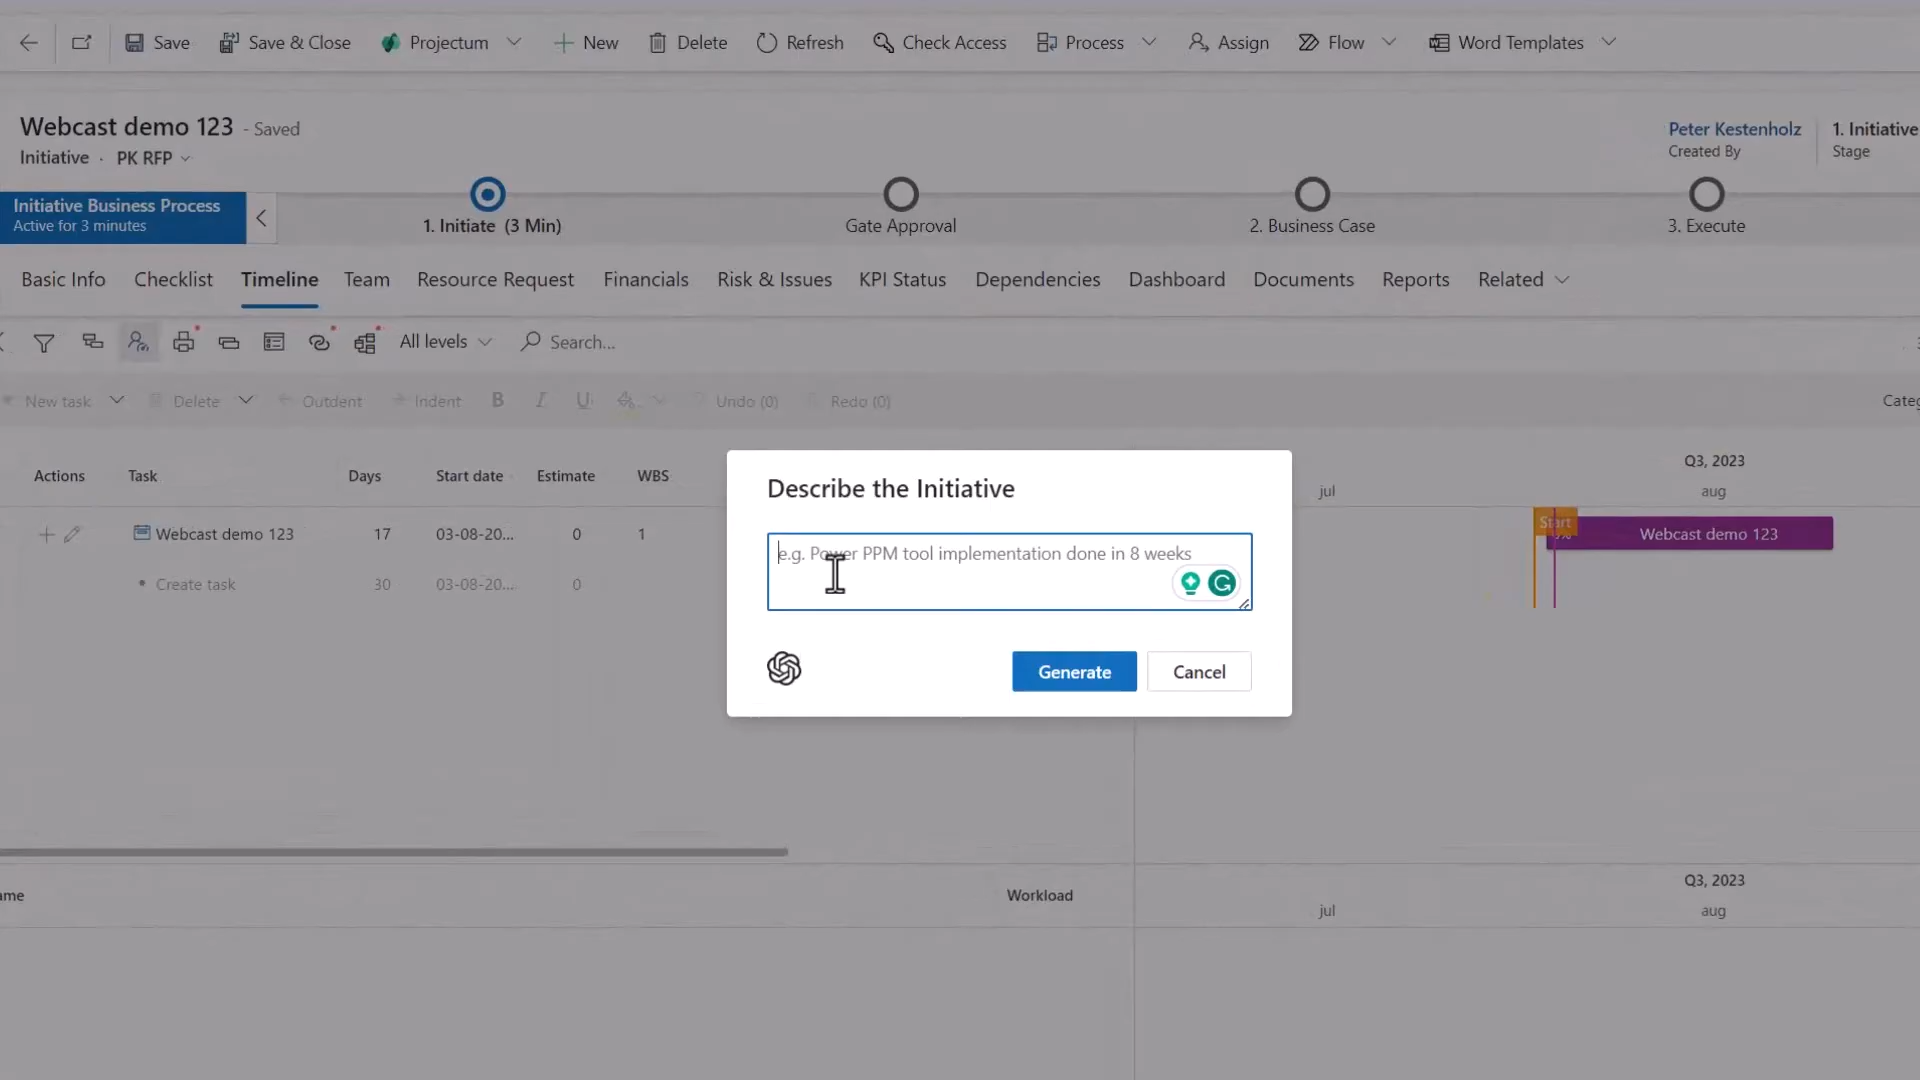 Save
Save & Close
Projectum
New
Delete
Refresh
Check Access
Process
Assign
Flow
Word Templates
Webcast demo 123 - Saved
Initiative · PK RFP
Peter Kestenholz
Created By
1. Initiative
Stage
Initiative Business Process
Active for 3 minutes
1. Initiate (3 Min)
Gate Approval
2. Business Case
3. Execute
Basic Info
Checklist
Timeline
Team
Resource Request
Financials
Risk & Issues
KPI Status
Dependencies
Dashboard
Documents
Reports
Related
All levels
Search...
New task
Delete
Outdent
Indent
B
I
U
Undo (0)
Redo (0)
Categ
Actions
Task
Days
Start date
Estimate
WBS
Q3, 2023
jul
aug
Webcast demo 123
17
03-08-20...
0
1
Start
Webcast demo 123
Create task
30
03-08-20...
0
Describe the Initiative
e.g. Power PPM tool implementation done in 8 weeks
Generate
Cancel
ame
Workload
Q3, 2023
jul
aug